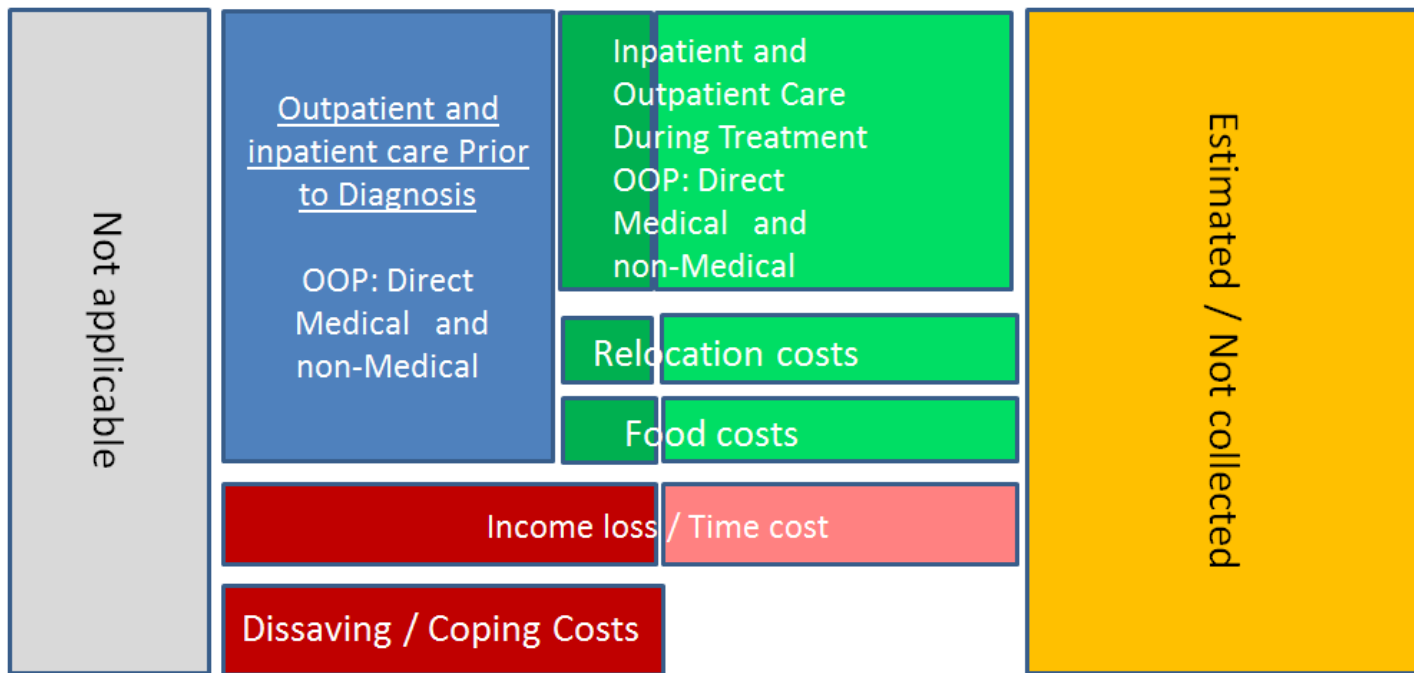 Not applicable
Outpatient and
inpatient care Prior
to Diagnosis
OOP: Direct
Medical and
non-Medical
Inpatient and
Outpatient Care
During Treatment
OOP: Direct
Medical and
non-Medical
Relocation costs
Food costs
Income loss / Time cost
Dissaving / Coping Costs
Estimated / Not collected